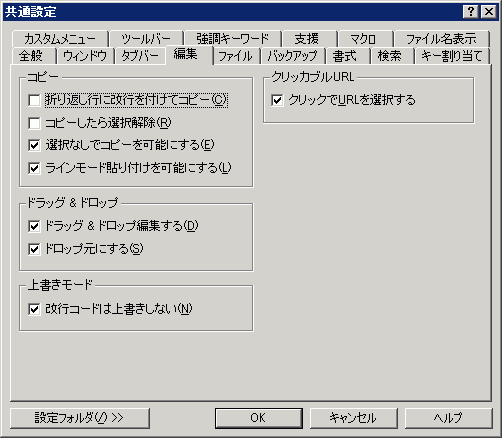 共通設定
カスタムメニュー ツールバー 強調キーワード 支援 マクロ ファイル名表示
全般 ウィンドウ タブバー 編集 ファイル バックアップ 書式 検索 キー割り当て
コピー
折り返し行に改行を付けてコピー(C)
コピーしたら選択解除(R)
選択なしでコピーを可能にする(E)
ラインモード貼り付けを可能にする(L)
ドラッグ & ドロップ
ドラッグ & ドロップ編集する(D)
ドロップ元にする(S)
上書きモード
改行コードは上書きしない(N)
クリッカブルURL
クリックでURLを選択する
設定フォルダ(/) >>
OK
キャンセル
ヘルプ